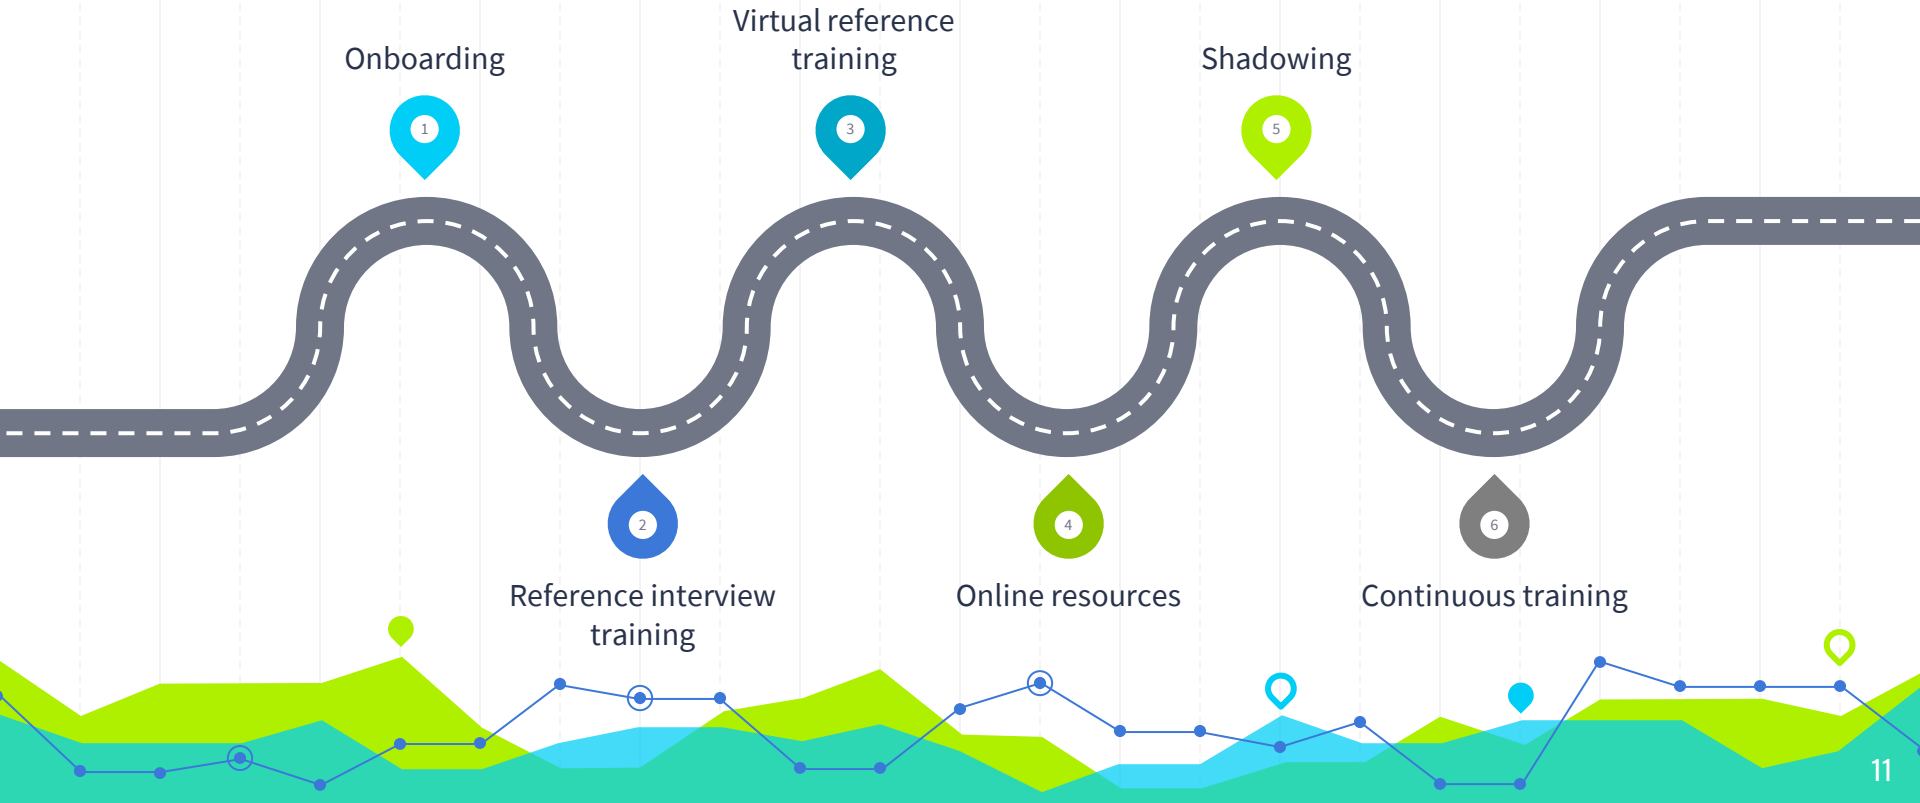 Onboarding
1
Reference interview
training
2
Virtual reference
training
3
Online resources
4
Shadowing
5
Continuous training
6
11